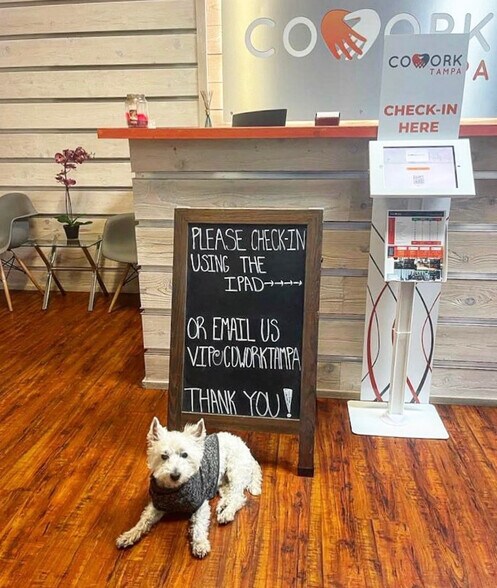 COWORK
TAMPA
COWORK
TAMPA
CHECK-IN
HERE
PLEASE CHECK-IN
USING THE
IPAD
OR EMAIL US
VIP@COWORKTAMPA
THANK YOU!